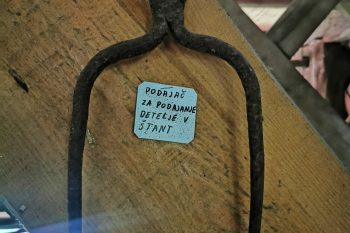 PODAJAČ
ZA PODAJANJE
DETELJE V
ŠTANT